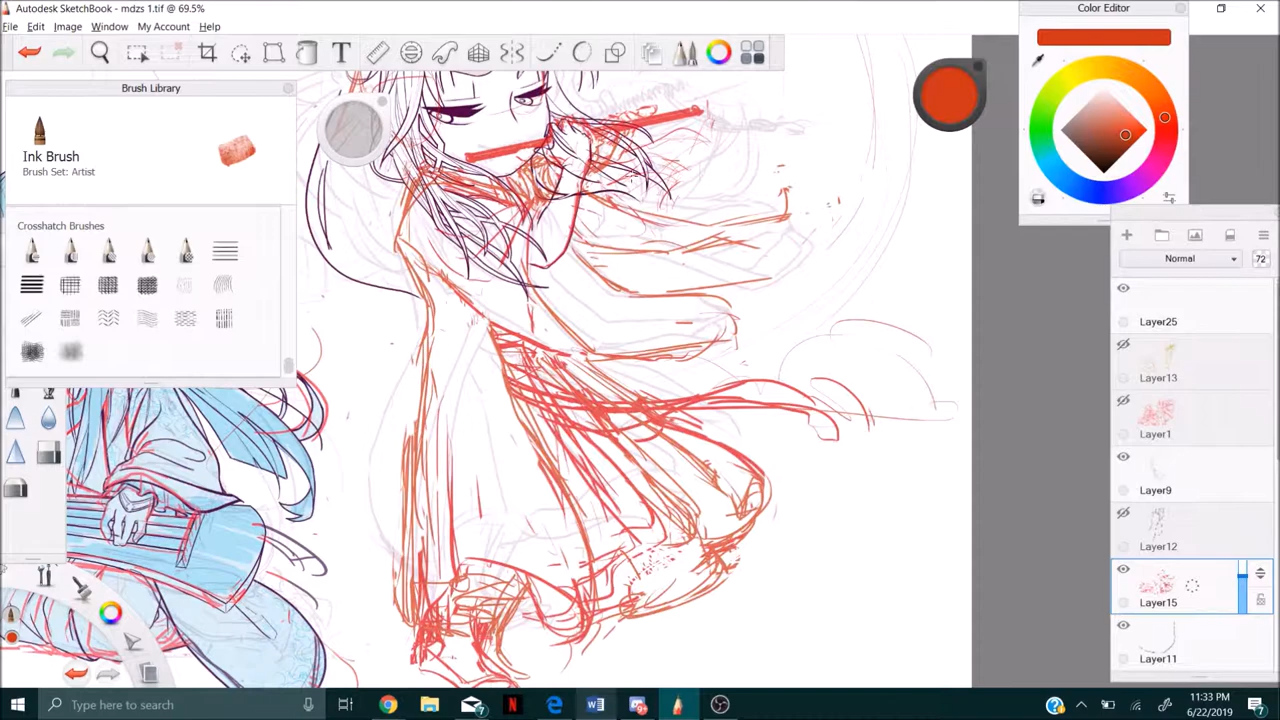 Autodesk SketchBook - mdzs 1.tif @ 69.5%
File Edit Image Window My Account Help
Color Editor
Brush Library
Ink Brush
Brush Set: Artist
Crosshatch Brushes
Normal
72
Layer25
Layer13
Layer1
Layer9
Layer12
Layer15
Layer11
Type here to search
11:33 PM
6/22/2019